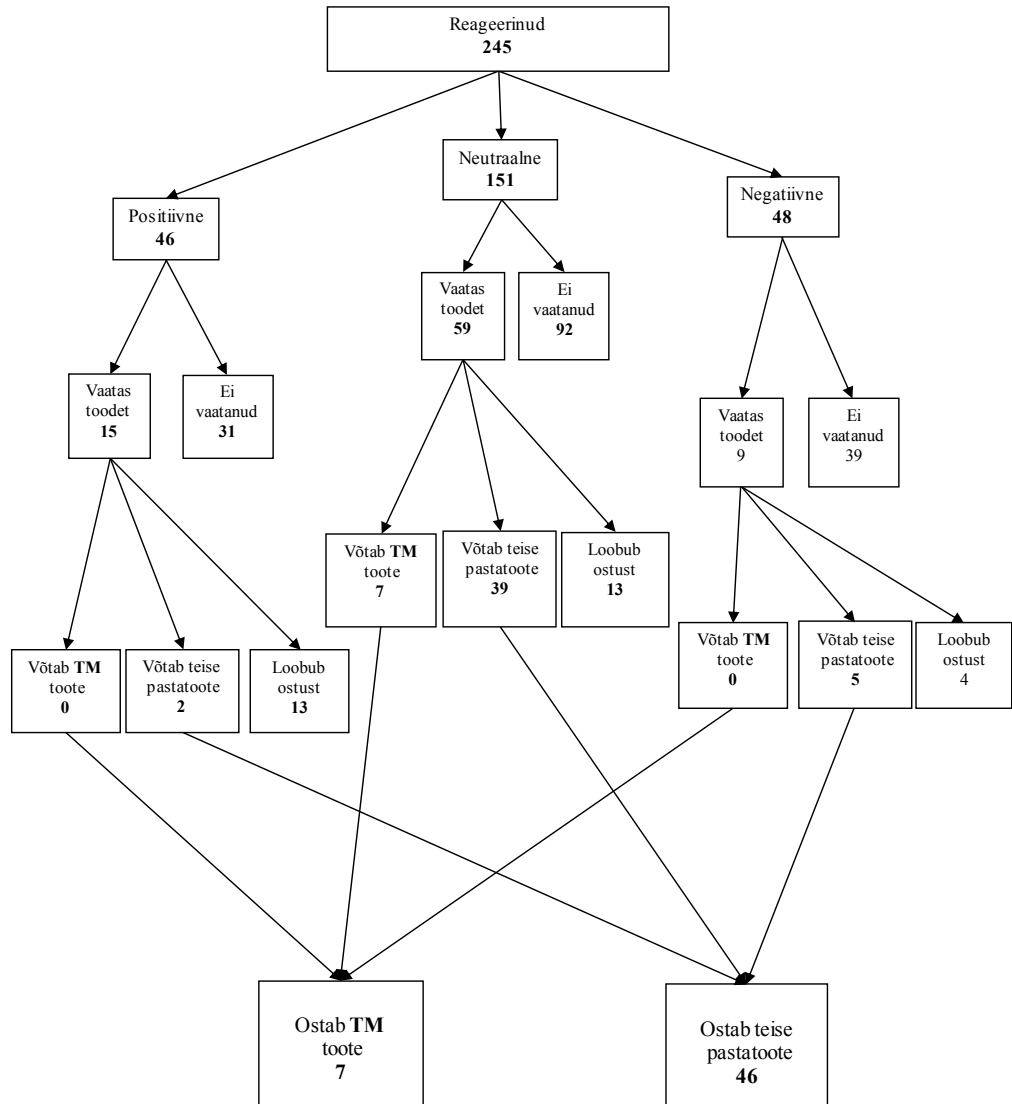 Reageerinud
245
Neutraalne
151
Negatiivne
48
Positiivne
46
Vaatas
toodet
59
Ei
vaatanud
92
Vaatas
toodet
15
Ei
vaatanud
31
Vaatas
toodet
9
Ei
vaatanud
39
Võtab TM
toote
7
Võtab teise
pastatoote
39
Loobub
ostust
13
Võtab TM
toote
0
Võtab teise
pastatoote
2
Loobub
ostust
13
Võtab TM
toote
0
Võtab teise
pastatoote
5
Loobub
ostust
4
Ostab TM
toote
7
Ostab teise
pastatoote
46